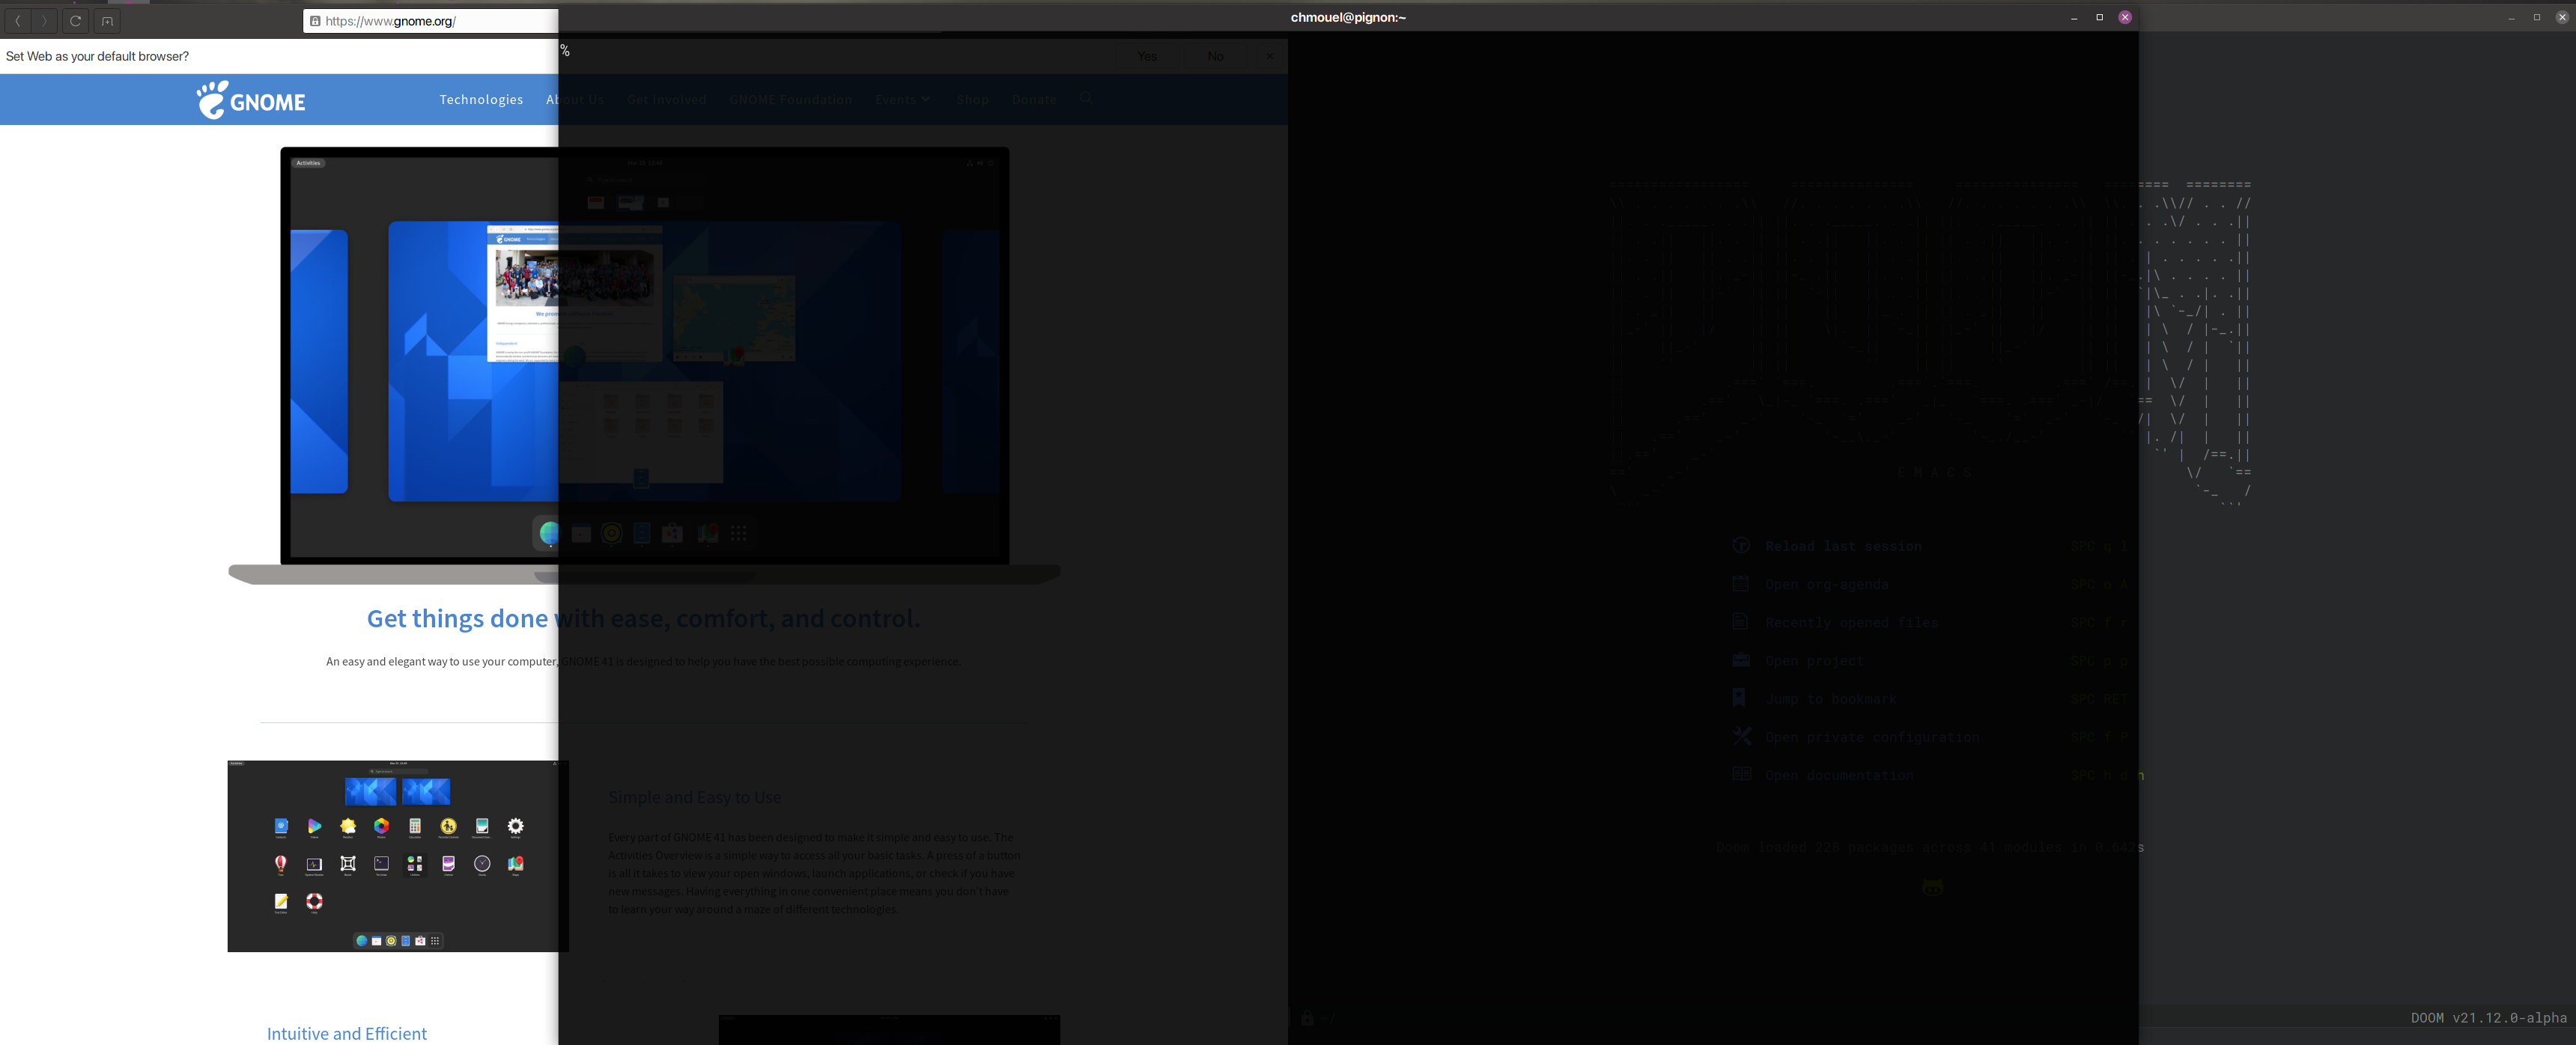 https://www.gnome.org/
chmouel@pignon:~
Set Web as your default browser?
%
Yes
No
GNOME
Technologies
About Us
Get Involved
GNOME Foundation
Events
Shop
Donate
Activities
GNOME
Get things done with ease, comfort, and control.
An easy and elegant way to use your computer, GNOME 41 is designed to help you have the best possible computing experience.
Simple and Easy to Use
Every part of GNOME 41 has been designed to make it simple and easy to use. The
Activities Overview is a simple way to access all your basic tasks. A press of a button
is all it takes to view your open windows, launch applications, or check if you have
new messages. Having everything in one convenient place means you don't have
to learn your way around a maze of different technologies.
Intuitive and Efficient
E M A C S
Reload last session SPC q l
Open org-agenda SPC o A
Recently opened files SPC f r
Open project SPC p p
Jump to bookmark SPC RET
Open private configuration SPC f P
Open documentation SPC h d h
Doom loaded 228 packages across 41 modules in 0.642s
~/
DOOM v21.12.0-alpha